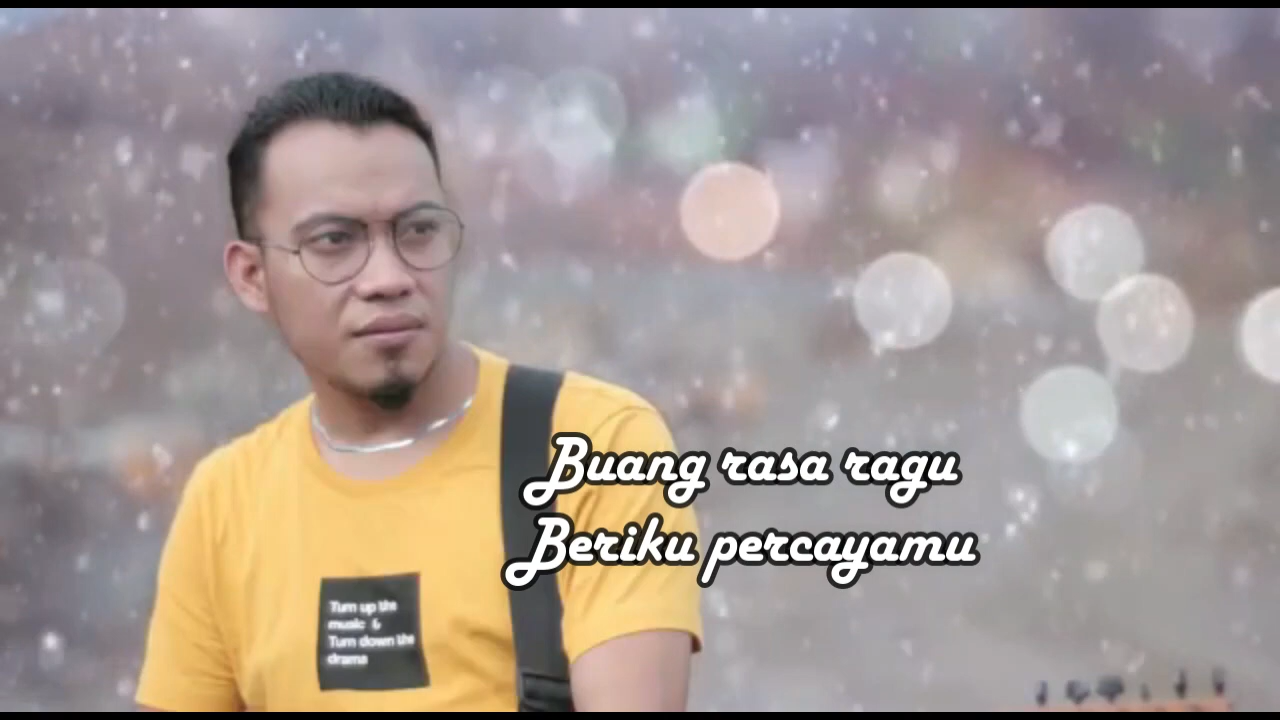 Buang rasa ragu
Beriku percayamu
Turn up the
music &
Turn down the
drama